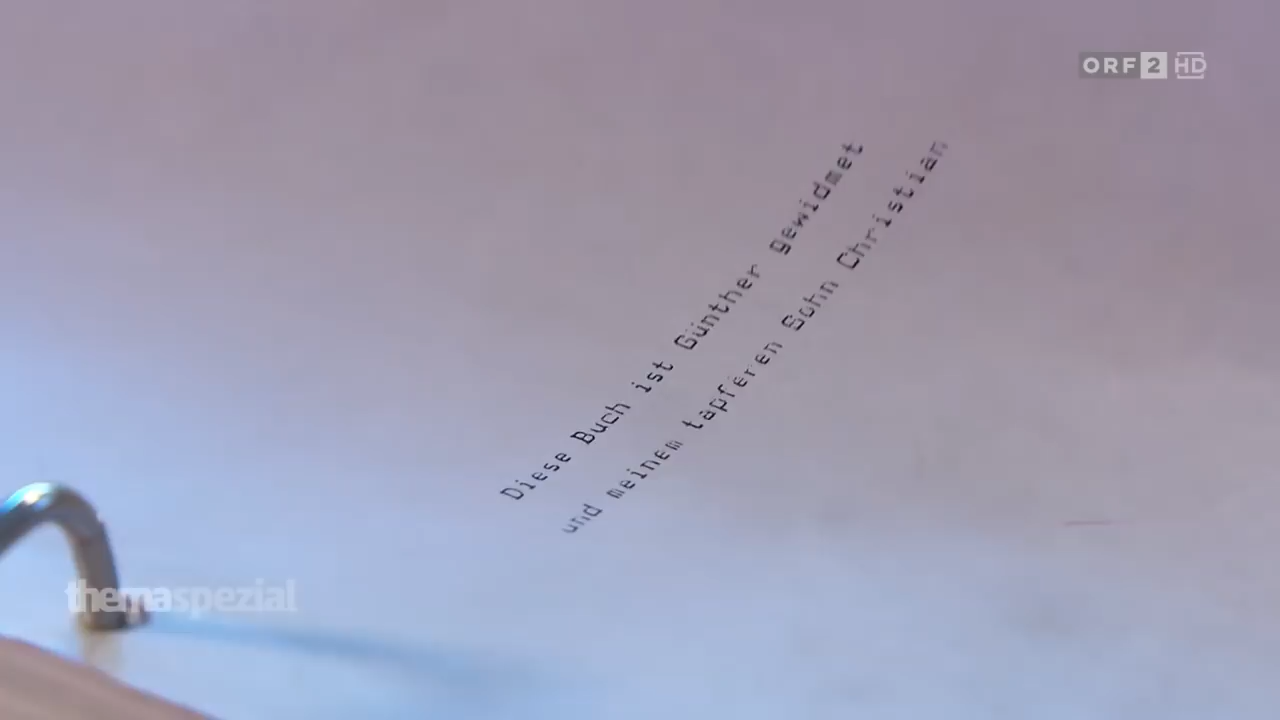 ORF 2 HD
Diese Buch ist Günther gewidmet
und meinem tapferen Sohn Christian
themaspezial